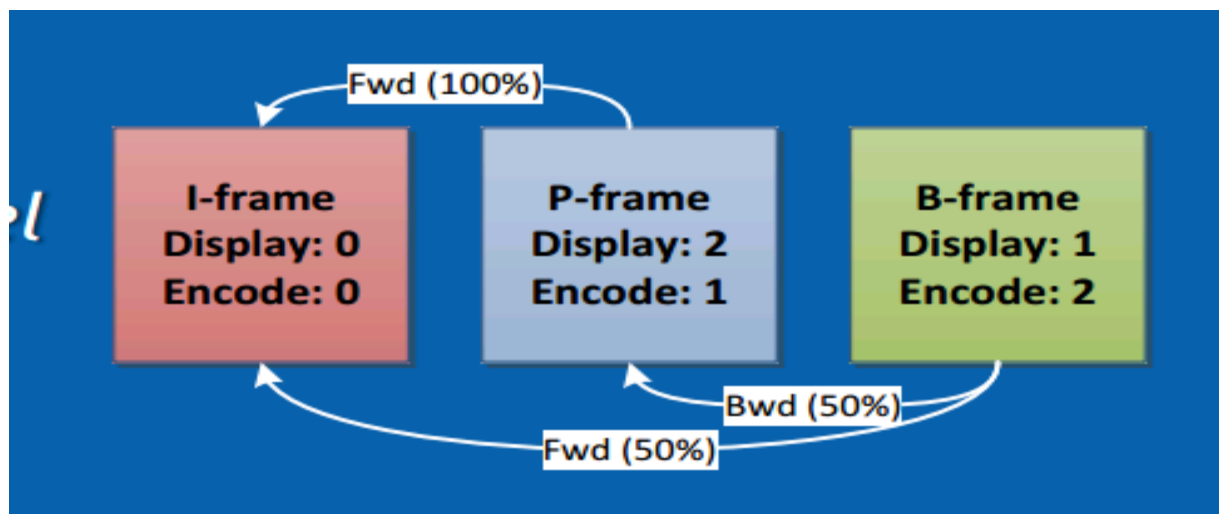 Fwd (100%)
I-frame
Display: 0
Encode: 0
P-frame
Display: 2
Encode: 1
B-frame
Display: 1
Encode: 2
Bwd (50%)
Fwd (50%)